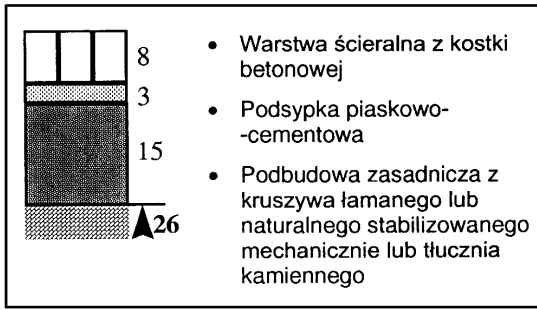 8
3
15
26
• Warstwa ścieralna z kostki
betonowej
• Podsypka piaskowo-
-cementowa
• Podbudowa zasadnicza z
kruszywa łamanego lub
naturalnego stabilizowanego
mechanicznie lub tłucznia
kamiennego